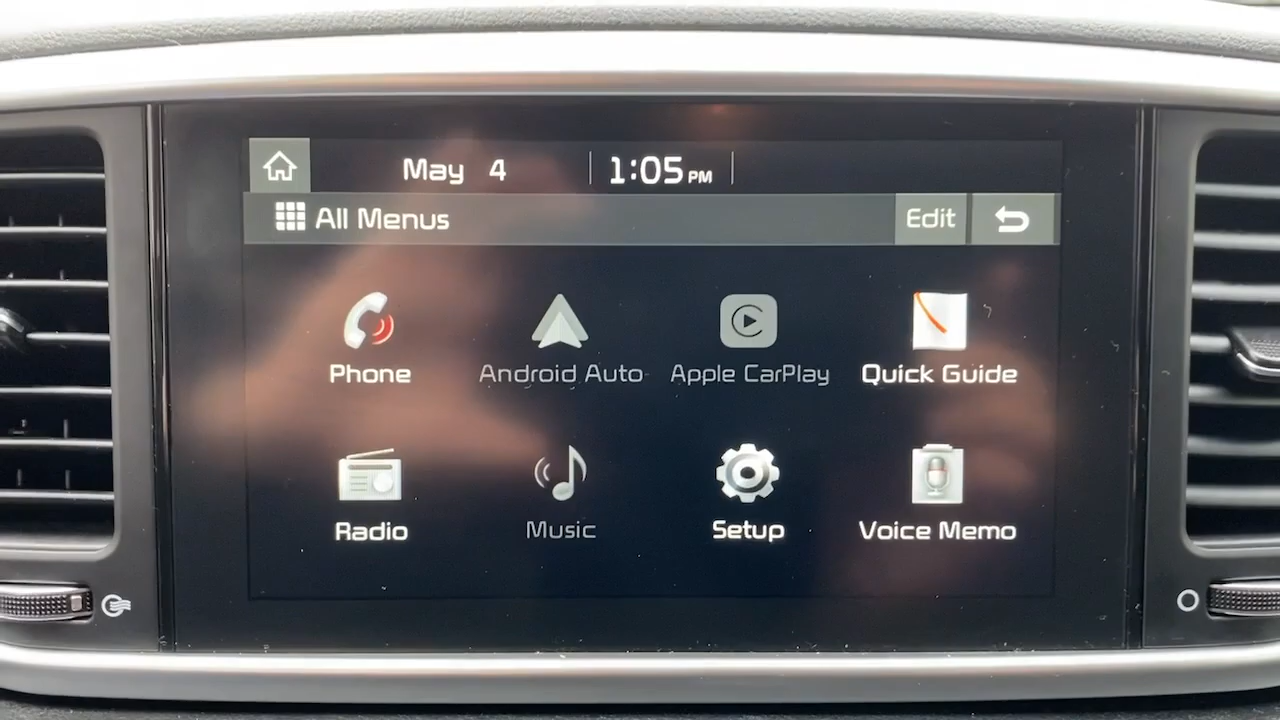 May 4 1:05 PM
All Menus Edit
Phone Android Auto Apple CarPlay Quick Guide
Radio Music Setup Voice Memo